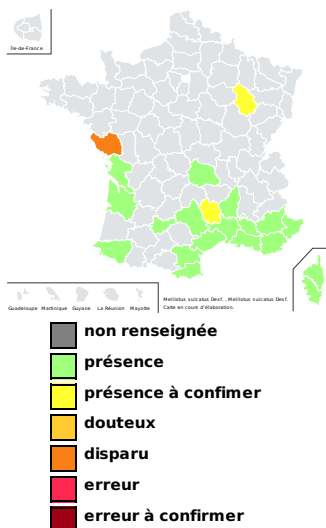 Île-de-France
Guadeloupe Martinique Guyane La Réunion Mayotte
Melilotus sulcatus Desf. , Melilotus sulcatus Desf.
Carte en cours d'élaboration.
non renseignée
présence
présence à confimer
douteux
disparu
erreur
erreur à confirmer